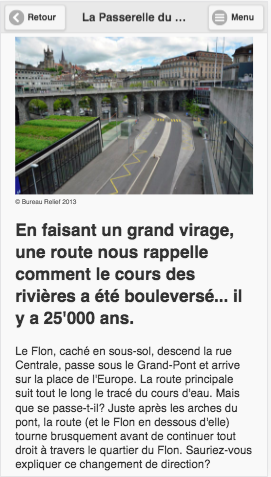 Retour
La Passerelle du ...
Menu
© Bureau Relief 2013
En faisant un grand virage,
une route nous rappelle
comment le cours des
rivières a été bouleversé... il
y a 25'000 ans.
Le Flon, caché en sous-sol, descend la rue
Centrale, passe sous le Grand-Pont et arrive
sur la place de l'Europe. La route principale
suit tout le long le tracé du cours d'eau. Mais
que se passe-t-il? Juste après les arches du
pont, la route (et le Flon en dessous d'elle)
tourne brusquement avant de continuer tout
droit à travers le quartier du Flon. Sauriez-vous
expliquer ce changement de direction?